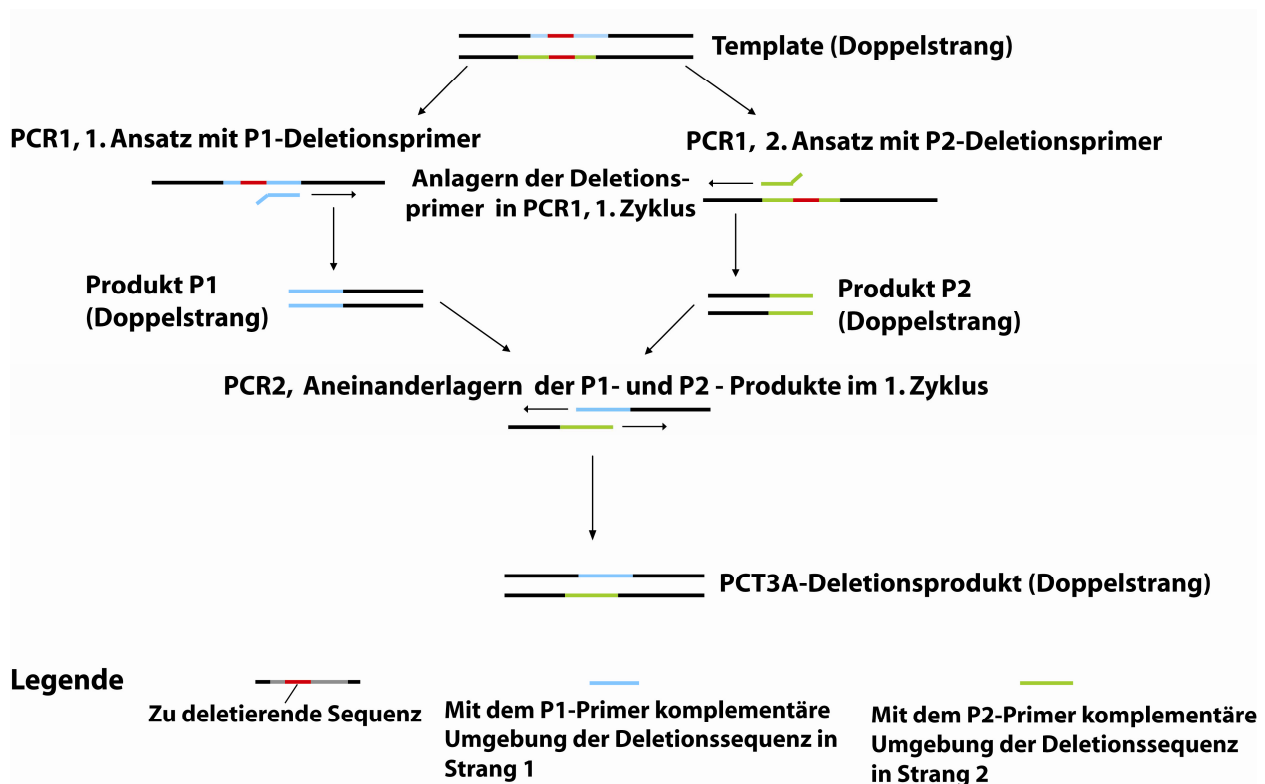 Template (Doppelstrang)
PCR1, 1. Ansatz mit P1-Deletionsprimer
PCR1, 2. Ansatz mit P2-Deletionsprimer
Anlagern der Deletions-
primer in PCR1, 1. Zyklus
Produkt P1
(Doppelstrang)
Produkt P2
(Doppelstrang)
PCR2, Aneinanderlagern der P1- und P2 - Produkte im 1. Zyklus
PCT3A-Deletionsprodukt (Doppelstrang)
Legende
Zu deletierende Sequenz
Mit dem P1-Primer komplementäre
Umgebung der Deletionssequenz in
Strang 1
Mit dem P2-Primer komplementäre
Umgebung der Deletionssequenz
in Strang 2